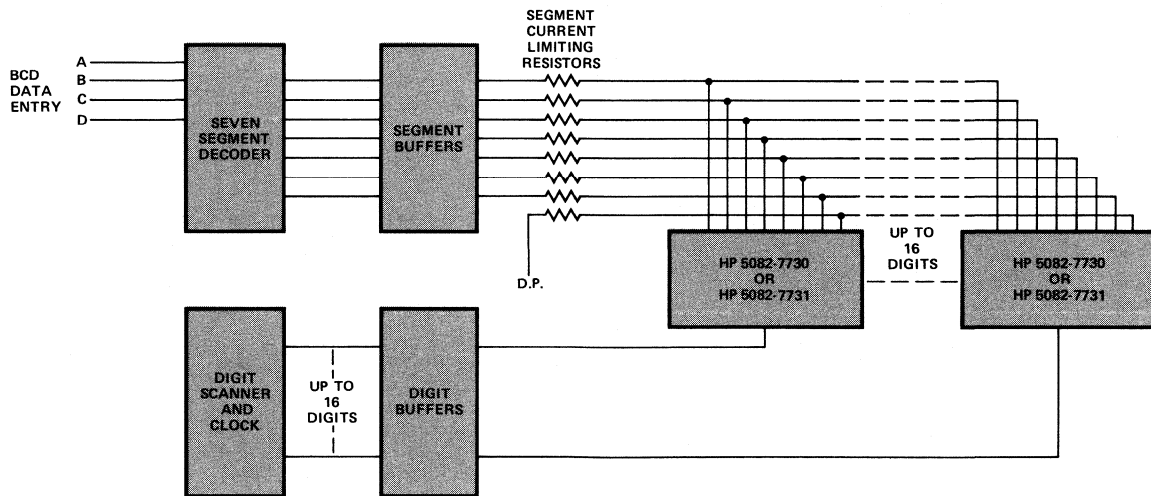 SEGMENT
CURRENT
LIMITING
RESISTORS
BCD
DATA
ENTRY
A
B
C
D
SEVEN
SEGMENT
DECODER
SEGMENT
BUFFERS
D.P.
HP 5082-7730
OR
HP 5082-7731
UP TO
16
DIGITS
HP 5082-7730
OR
HP 5082-7731
DIGIT
SCANNER
AND
CLOCK
UP TO
16
DIGITS
DIGIT
BUFFERS